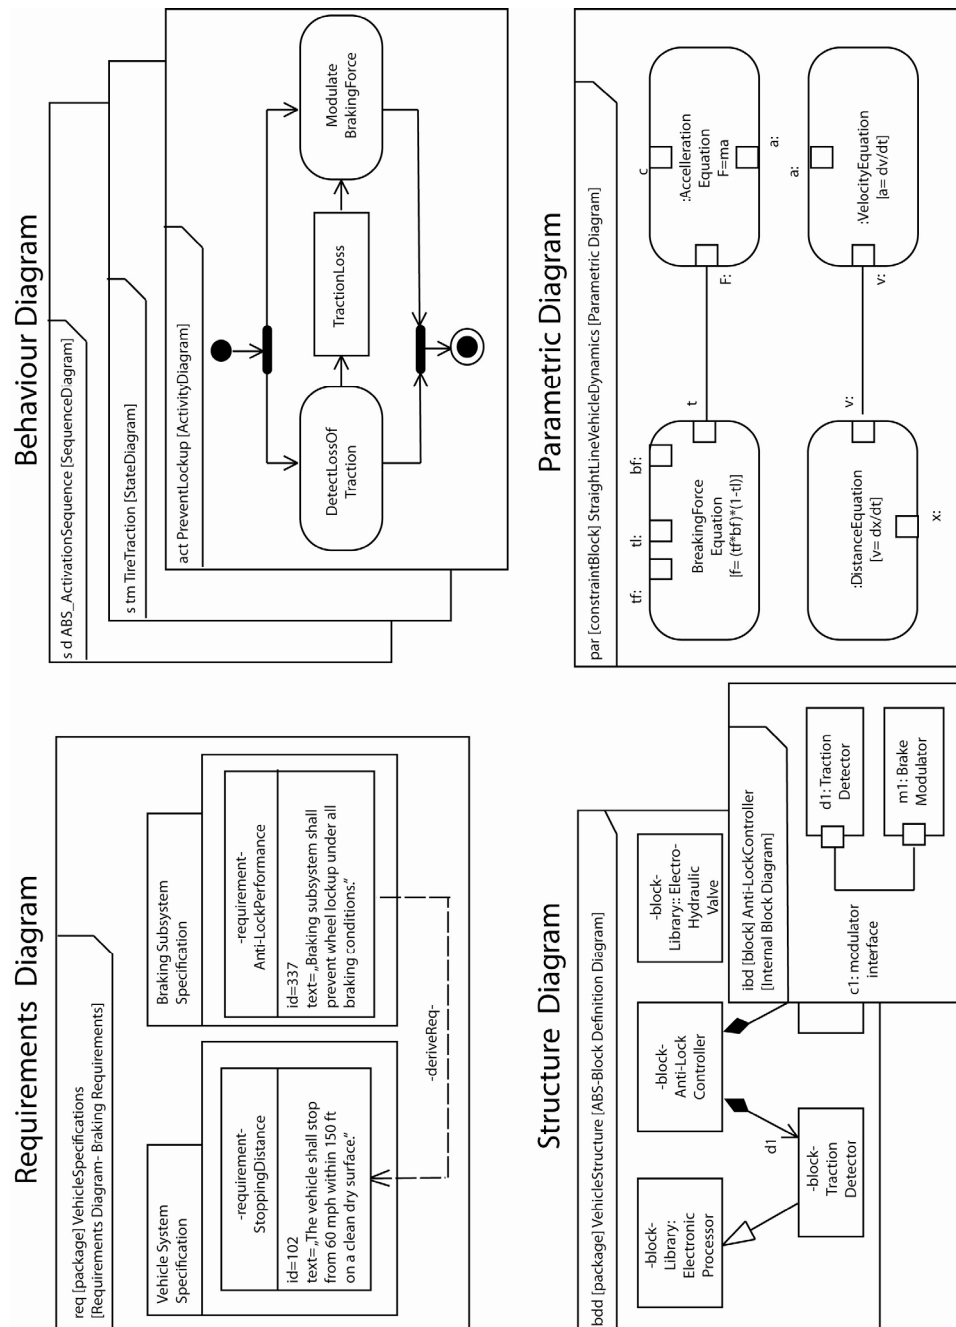 Requirements Diagram
req [package] VehicleSpecifications
[Requirements Diagram- Braking Requirements]
Vehicle System
Specification
-requirement-
StoppingDistance
id=102
text=„The vehicle shall stop
from 60 mph within 150 ft
on a clean dry surface.“
Braking Subsystem
Specification
-requirement-
Anti-LockPerformance
id=337
text=„Braking subsystem shall
prevent wheel lockup under all
braking conditions.“
-deriveReq-
Behaviour Diagram
s d ABS_ActivationSequence [SequenceDiagram]
s tm TireTraction [StateDiagram]
act PreventLockup [ActivityDiagram]
DetectLossOf
Traction
TractionLoss
Modulate
BrakingForce
Structure Diagram
bdd [package] VehicleStructure [ABS-Block Definition Diagram]
-block-
Library:
Electronic
Processor
-block-
Anti-Lock
Controller
-block-
Library:: Electro-
Hydraulic
Valve
d1
-block-
Traction
Detector
ibd [block] Anti-LockController
[Internal Block Diagram]
d1: Traction
Detector
c1: modulator
interface
m1: Brake
Modulator
Parametric Diagram
par [constraintBlock] StraightLineVehicleDynamics [Parametric Diagram]
tf:
tl:
bf:
BreakingForce
Equation
[f= (tf*bf)*(1-tl)]
t
F:
c
:Accelleration
Equation
F=ma
a:
a:
:DistanceEquation
[v= dx/dt]
v:
x:
v:
:VelocityEquation
[a= dv/dt]